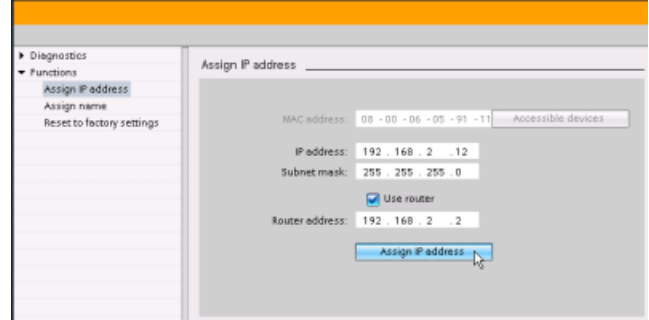 Diagnostics
Functions
Assign IP address
Assign name
Reset to factory settings
Assign IP address
MAC address: 08 - 00 - 06 - 05 - 91 - 11 Accessible devices
IP address: 192 . 168 . 2 . 12
Subnet mask: 255 . 255 . 255 . 0
Use router
Router address: 192 . 168 . 2 . 2
Assign IP address